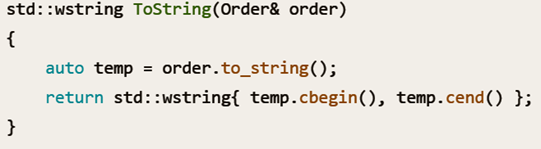 std::wstring ToString(Order& order)
{
    auto temp = order.to_string();
    return std::wstring{ temp.cbegin(), temp.cend() };
}